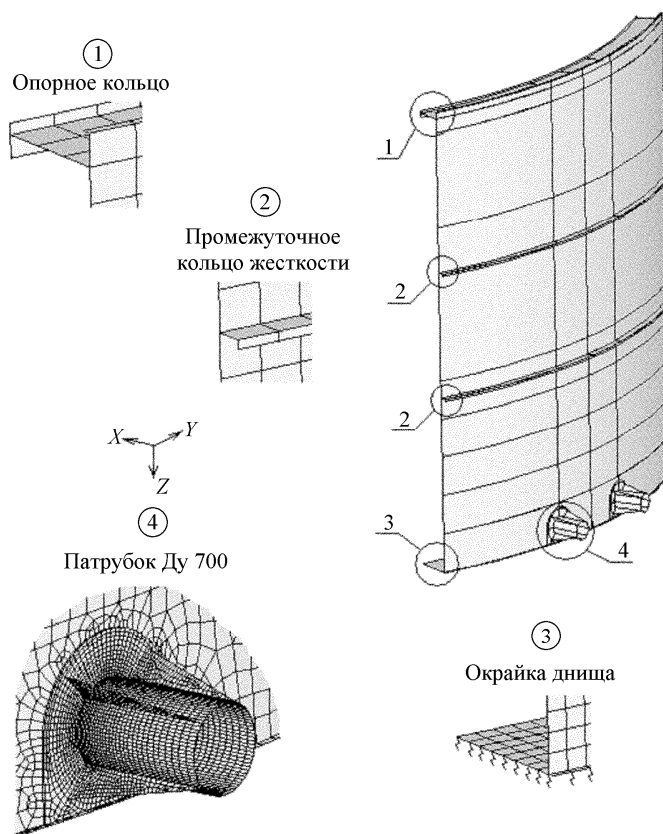 1
Опорное кольцо
1
2
Промежуточное
кольцо жесткости
2
2
X
Y
Z
4
Патрубок Ду 700
3
4
3
Окрайка днища